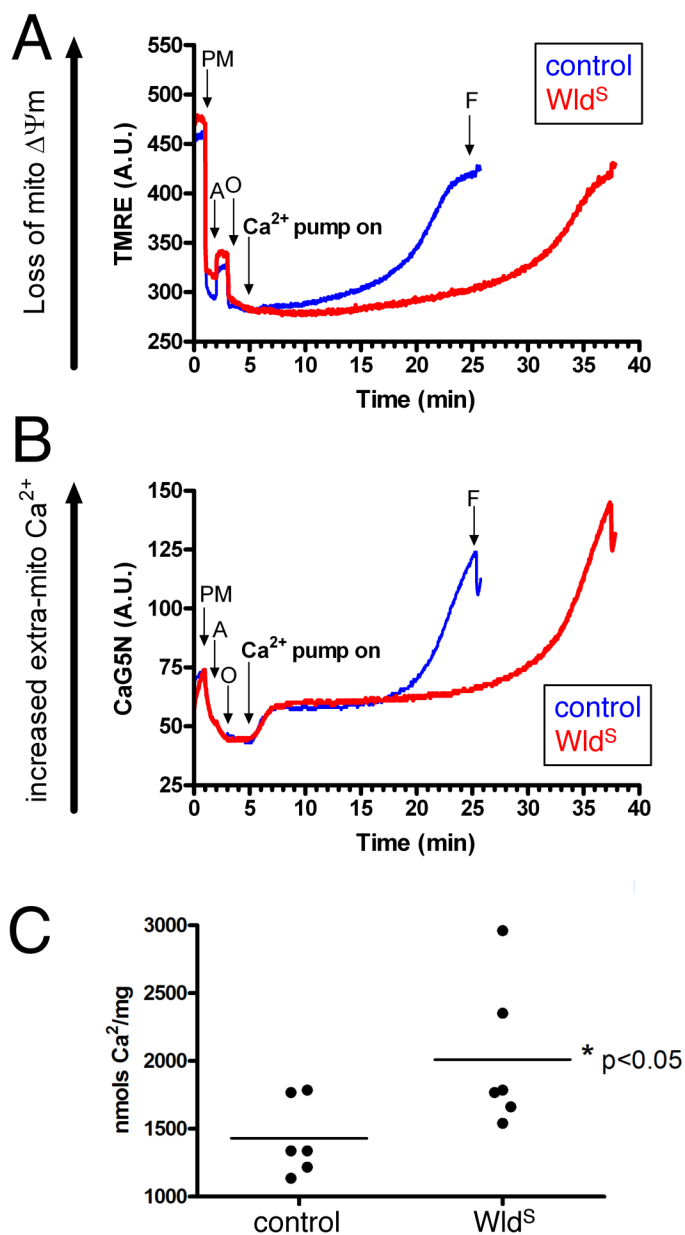 A
Loss of mito ΔΨm
TMRE (A.U.)
550
500
450
400
350
300
250
PM
A
O
Ca²⁺ pump on
F
control
Wldˢ
0
5
10
15
20
25
30
35
40
Time (min)
B
increased extra-mito Ca²⁺
CaG5N (A.U.)
150
125
100
75
50
25
PM
A
O
Ca²⁺ pump on
F
control
Wldˢ
0
5
10
15
20
25
30
35
40
Time (min)
C
nmols Ca²/mg
3000
2500
2000
1500
1000
* p<0.05
control
Wldˢ